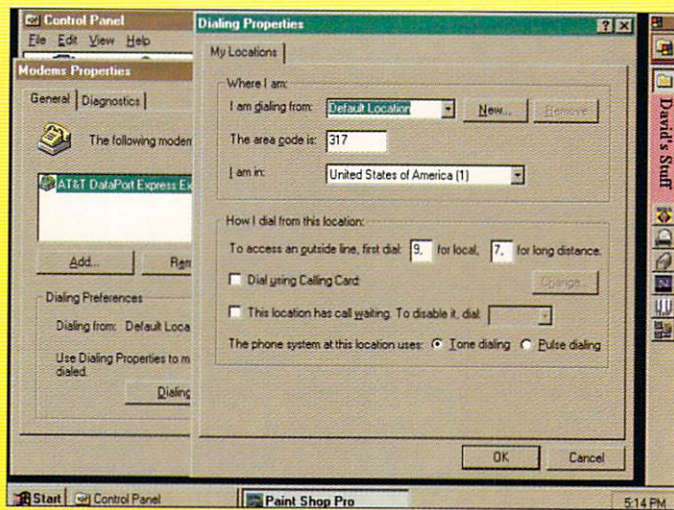 Control Panel
File Edit View Help
Modems Properties
General Diagnostics
The following modem
AT&T DataPort Express Ex
Add...
Dialing Preferences
Dialing from: Default Loca
Use Dialing Properties to m
dialed.
Dialing
Dialing Properties
My Locations
Where I am:
I am dialing from: Default Location New... Remove
The area code is: 317
I am in: United States of America (1)
How I dial from this location:
To access an outside line, first dial: 9, for local, 7, for long distance.
Dial using Calling Card: Change...
This location has call waiting. To disable it, dial:
The phone system at this location uses: Tone dialing Pulse dialing
OK Cancel
David's Stuff
Start Control Panel Paint Shop Pro 5:14 PM